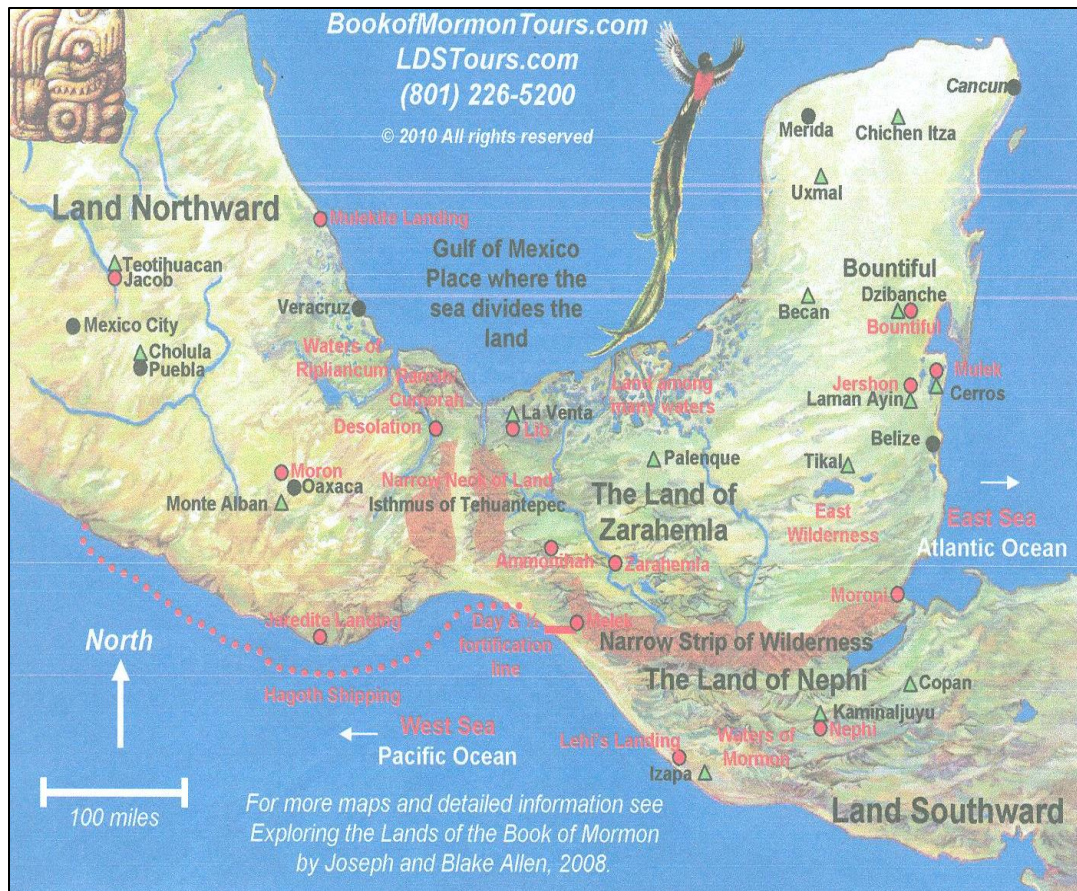 BookofMormonTours.com
LDSTours.com
(801) 226-5200
© 2010 All rights reserved
Cancun
Merida
Chichen Itza
Uxmal
Land Northward
Mulekite Landing
Gulf of Mexico
Place where the
sea divides the
land
Teotihuacan
Jacob
Bountiful
Dzibanche
Becan
Bountiful
Veracruz
Mexico City
Cholula
Puebla
Waters of
Ripliancum
Ramah/
Cumorah
Land among
many waters
Mulek
Jershon
Cerros
Laman Ayin
La Venta
Lib
Desolation
Belize
Palenque
Tikal
Moron
Oaxaca
Monte Alban
Narrow Neck of Land
Isthmus of Tehuantepec
The Land of
Zarahemla
East
Wilderness
East Sea
Atlantic Ocean
Ammonihah
Zarahemla
Moroni
Jaredite Landing
Day & ½
fortification
line
Melek
Narrow Strip of Wilderness
North
Hagoth Shipping
The Land of Nephi
Copan
Kaminaljuyu
Nephi
West Sea
Pacific Ocean
Lehi's Landing
Waters of
Mormon
Izapa
100 miles
Land Southward
For more maps and detailed information see
Exploring the Lands of the Book of Mormon
by Joseph and Blake Allen, 2008.